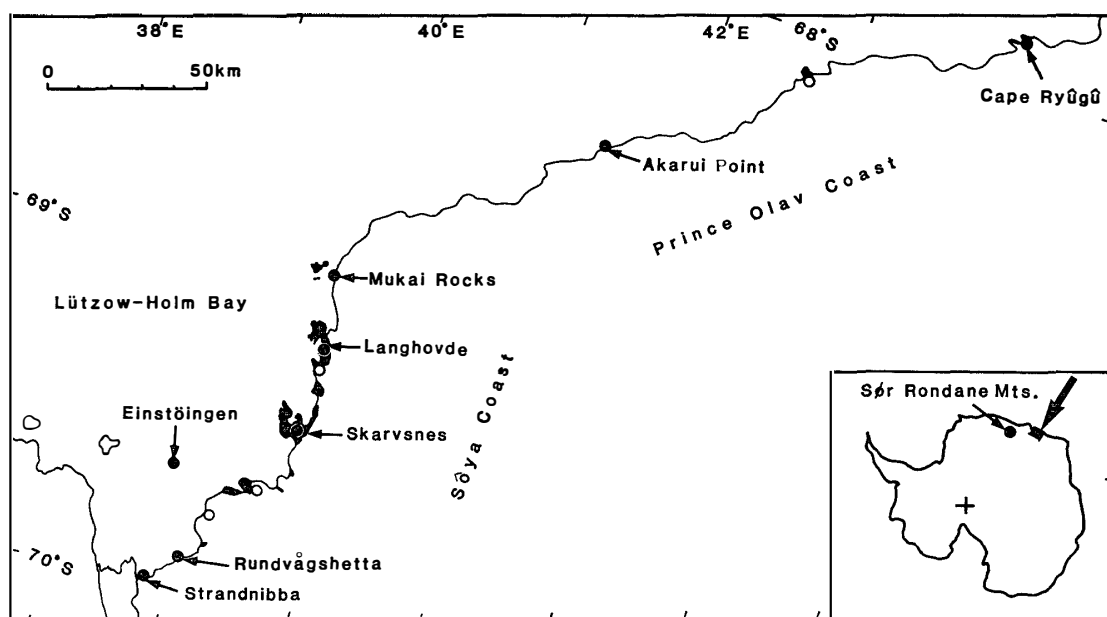 38°E
40°E
42°E
68°S
0 50km
Cape Ryûgû
Akarui Point
69°S
Prince Olav Coast
Mukai Rocks
Lützow-Holm Bay
Langhovde
Sør Rondane Mts.
Einstöingen
Skarvsnes
Sôya Coast
70°S
Rundvågshetta
Strandnibba